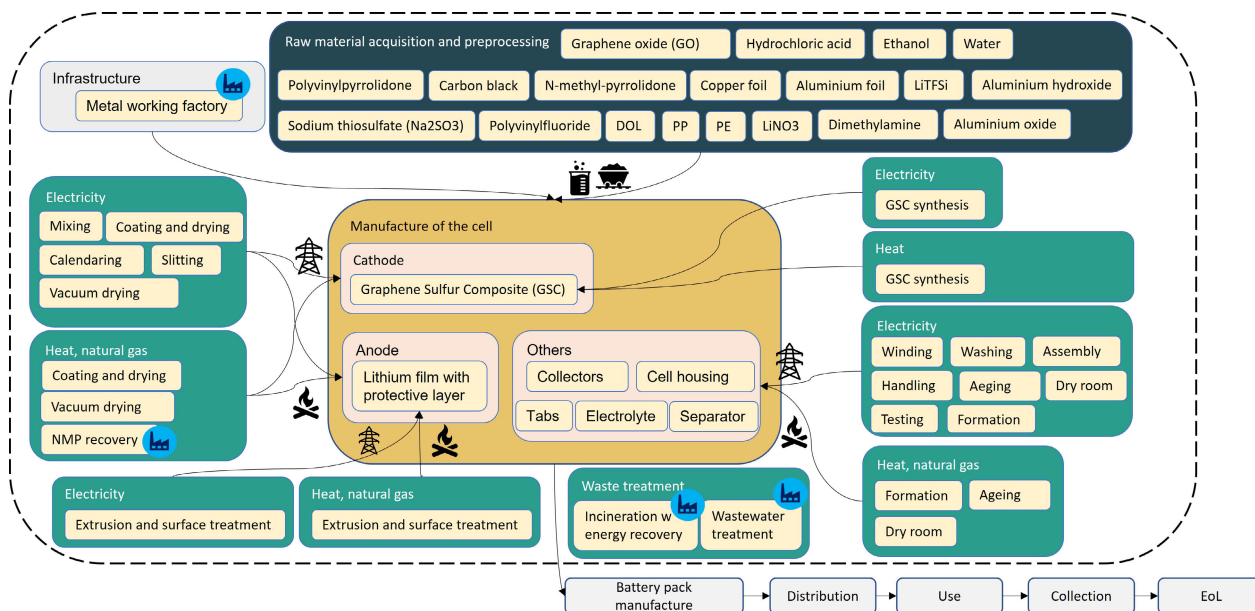 Raw material acquisition and preprocessing
Graphene oxide (GO)
Hydrochloric acid
Ethanol
Water
Polyvinylpyrrolidone
Carbon black
N-methyl-pyrrolidone
Copper foil
Aluminium foil
LiTFSi
Aluminium hydroxide
Sodium thiosulfate (Na2SO3)
Polyvinylfluoride
DOL
PP
PE
LiNO3
Dimethylamine
Aluminium oxide
Infrastructure
Metal working factory
Electricity
Mixing
Coating and drying
Calendaring
Slitting
Vacuum drying
Heat, natural gas
Coating and drying
Vacuum drying
NMP recovery
Electricity
Extrusion and surface treatment
Heat, natural gas
Extrusion and surface treatment
Manufacture of the cell
Cathode
Graphene Sulfur Composite (GSC)
Anode
Lithium film with
protective layer
Others
Collectors
Cell housing
Tabs
Electrolyte
Separator
Electricity
GSC synthesis
Heat
GSC synthesis
Electricity
Winding
Washing
Assembly
Handling
Aeging
Dry room
Testing
Formation
Heat, natural gas
Formation
Ageing
Dry room
Waste treatment
Incineration w
energy recovery
Wastewater
treatment
Battery pack
manufacture
Distribution
Use
Collection
EoL